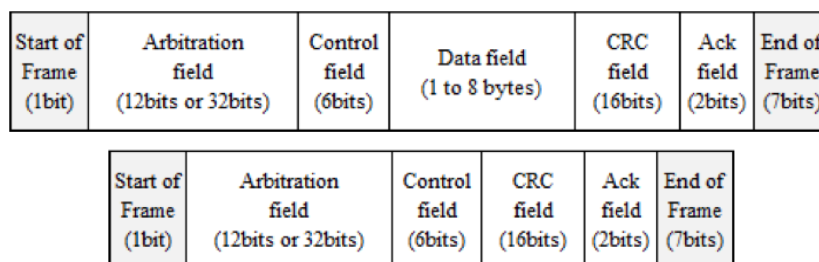 Start of Arbitration Control CRC Ack End of
Frame field field Data field field field Frame
(1bit) (12bits or 32bits) (6bits) (1 to 8 bytes) (16bits) (2bits) (7bits)
Start of Arbitration Control CRC Ack End of
Frame field field field field Frame
(1bit) (12bits or 32bits) (6bits) (16bits) (2bits) (7bits)